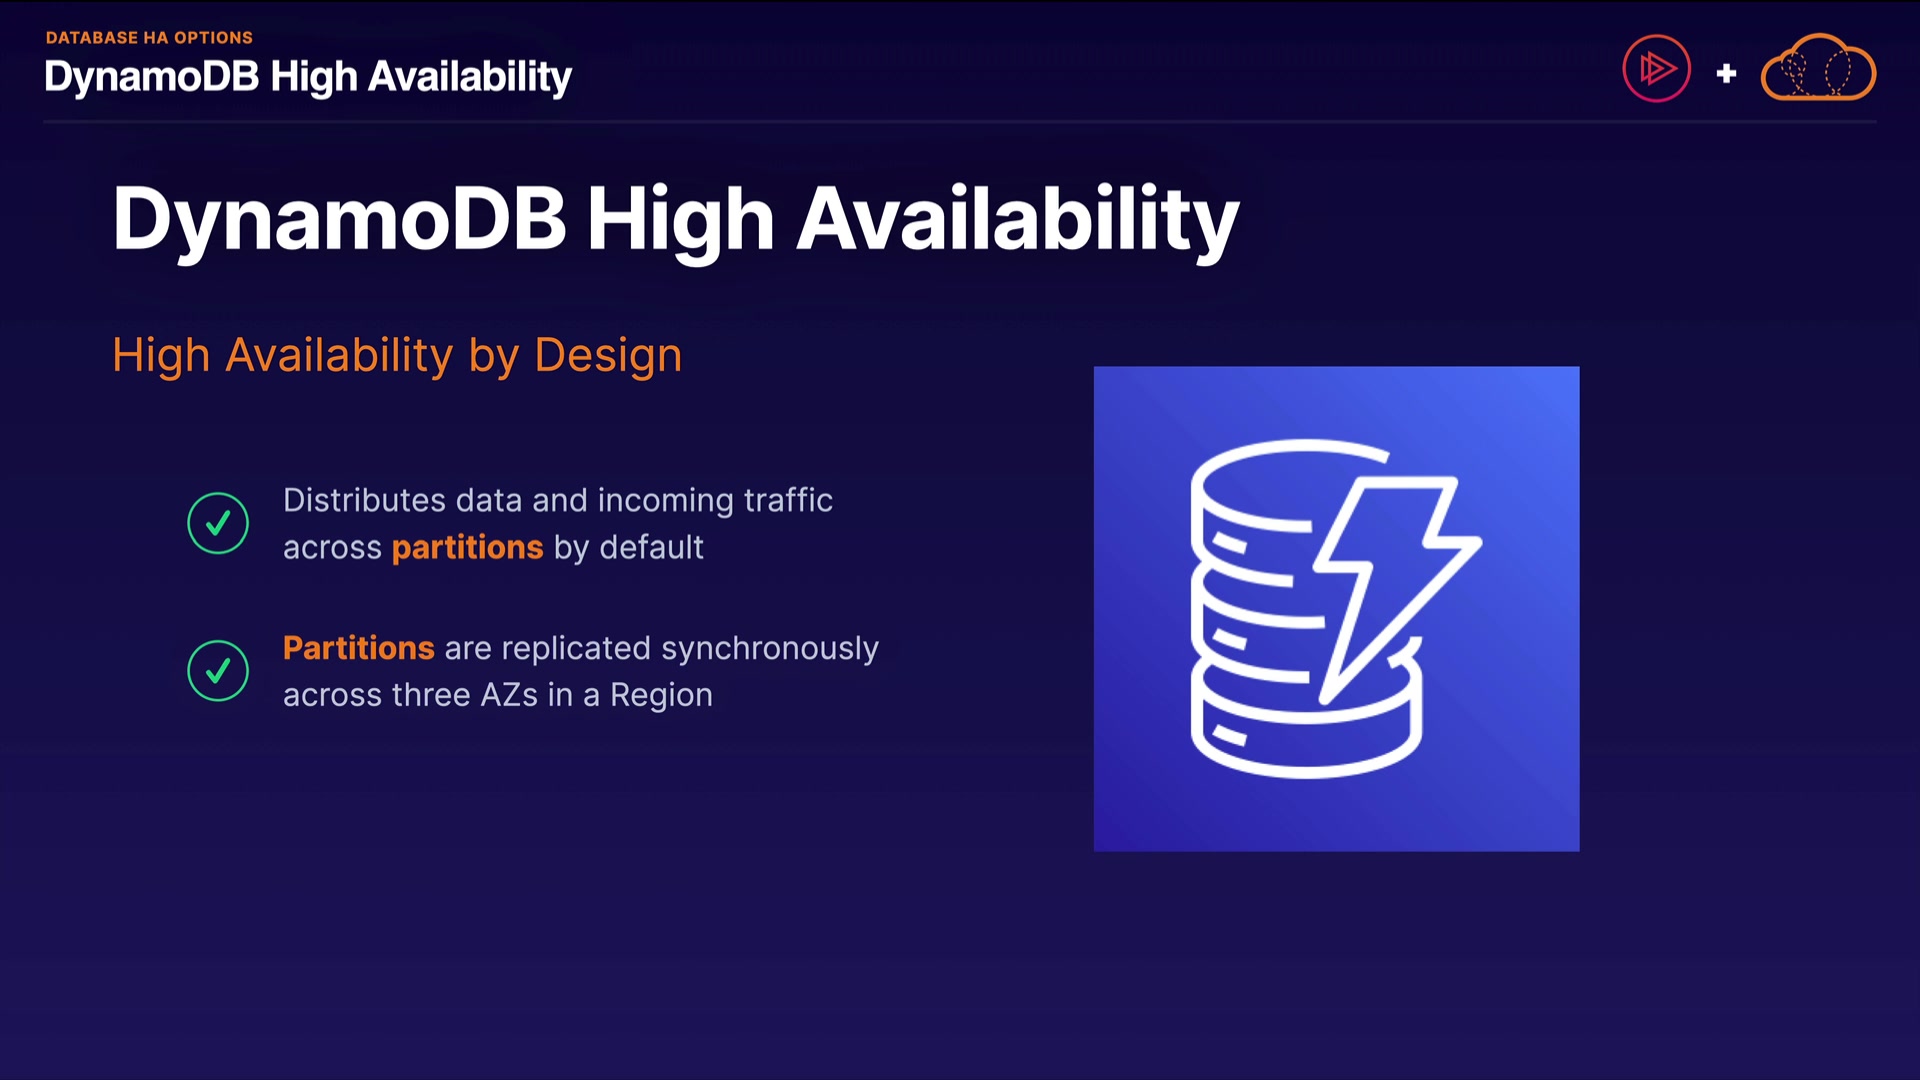 DATABASE HA OPTIONS
DynamoDB High Availability
DynamoDB High Availability
High Availability by Design
Distributes data and incoming traffic
across partitions by default
Partitions are replicated synchronously
across three AZs in a Region